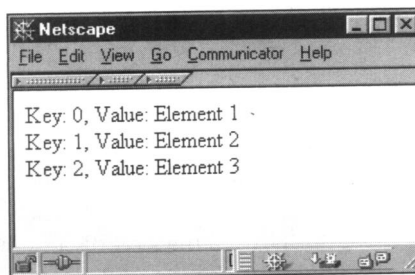 Netscape
File Edit View Go Communicator Help
Key: 0, Value: Element 1
Key: 1, Value: Element 2
Key: 2, Value: Element 3